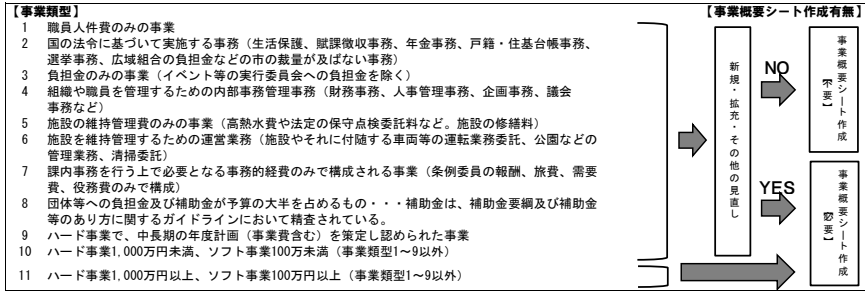 【事業類型】
1 職員人件費のみの事業
2 国の法令に基づいて実施する事務（生活保護、賦課徴収事務、年金事務、戸籍・住基台帳事務、
選挙事務、広域組合の負担金などの市の裁量が及ばない事務）
3 負担金のみの事業（イベント等の実行委員会への負担金を除く）
4 組織や職員を管理するための内部事務管理事務（財務事務、人事管理事務、企画事務、議会
事務など）
5 施設の維持管理費のみの事業（高熱水費や法定の保守点検委託料など。施設の修繕料）
6 施設を維持管理するための運営業務（施設やそれに付随する車両等の運転業務委託、公園などの
管理業務、清掃委託）
7 課内事務を行う上で必要となる事務的経費のみで構成される事業（条例委員の報酬、旅費、需要
費、役務費のみで構成）
8 団体等への負担金及び補助金が予算の大半を占めるもの・・・補助金は、補助金要綱及び補助金
等のあり方に関するガイドラインにおいて精査されている。
9 ハード事業で、中長期の年度計画（事業費含む）を策定し認められた事業
10 ハード事業1,000万円未満、ソフト事業100万未満（事業類型1～9以外）
11 ハード事業1,000万円以上、ソフト事業100万円以上（事業類型1～9以外）
新規・拡充・その他の見直し
【事業概要シート作成有無】
NO
事業概要シート作成
【不要】
YES
事業概要シート作成
【必要】